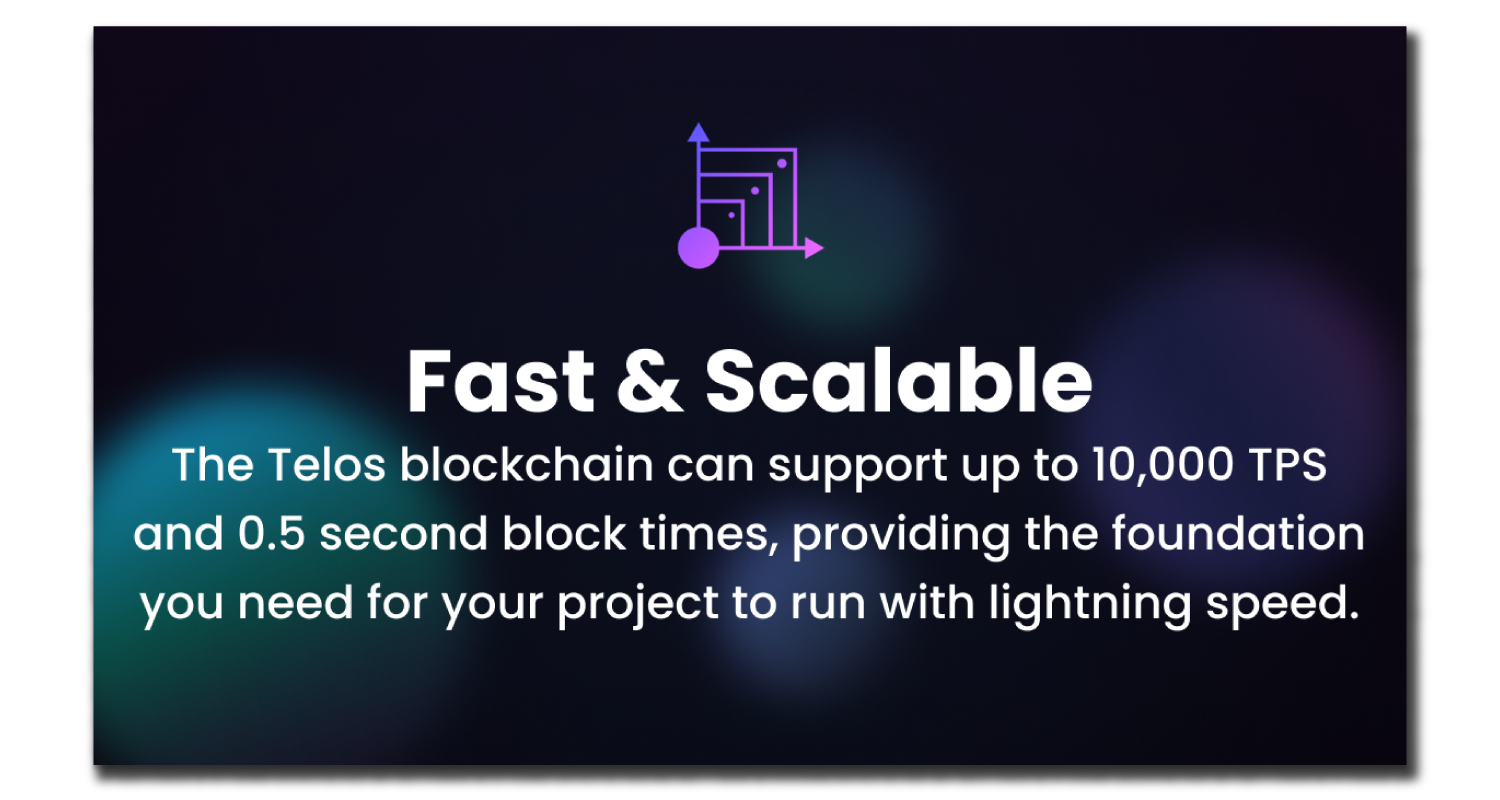 Fast & Scalable
The Telos blockchain can support up to 10,000 TPS
and 0.5 second block times, providing the foundation
you need for your project to run with lightning speed.